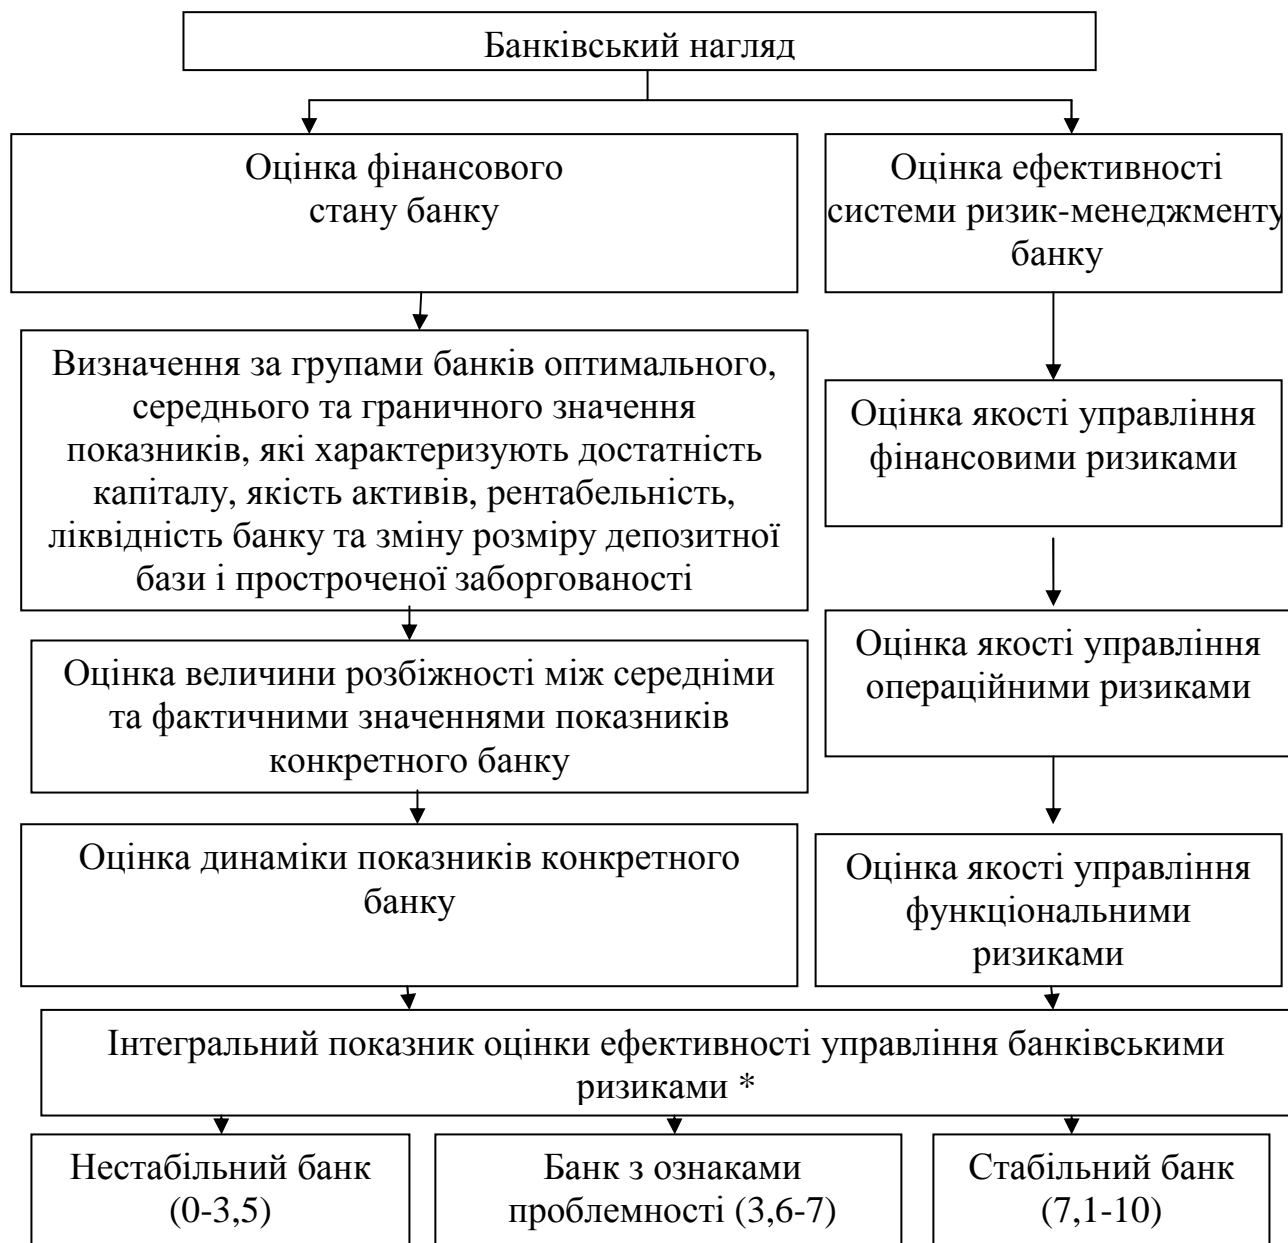 Банківський нагляд
Оцінка фінансового
стану банку
Оцінка ефективності
системи ризик-менеджменту
банку
Визначення за групами банків оптимального,
середнього та граничного значення
показників, які характеризують достатність
капіталу, якість активів, рентабельність,
ліквідність банку та зміну розміру депозитної
бази і простроченої заборгованості
Оцінка якості управління
фінансовими ризиками
Оцінка величини розбіжності між середніми
та фактичними значеннями показників
конкретного банку
Оцінка якості управління
операційними ризиками
Оцінка динаміки показників конкретного
банку
Оцінка якості управління
функціональними
ризиками
Інтегральний показник оцінки ефективності управління банківськими
ризиками *
Нестабільний банк
(0-3,5)
Банк з ознаками
проблемності (3,6-7)
Стабільний банк
(7,1-10)